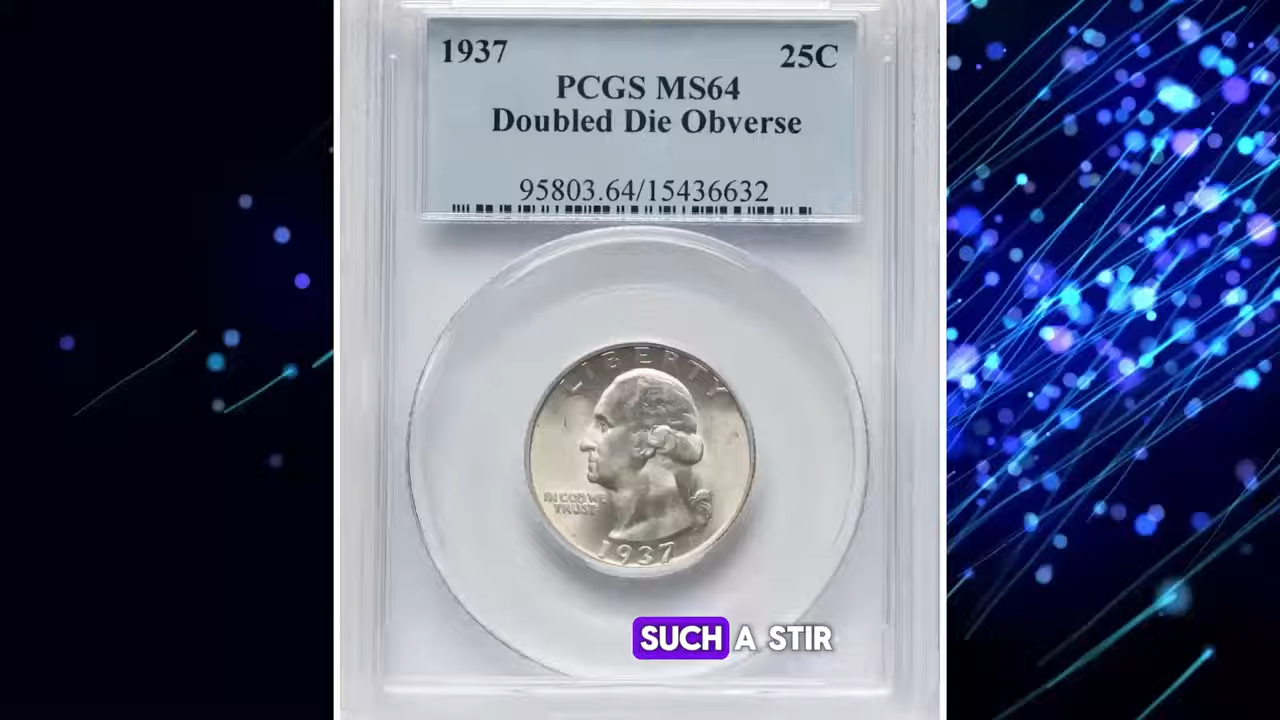 1937 25C
PCGS MS64
Doubled Die Obverse
95803.64/15436632
LIBERTY
IN GOD WE
TRUST
1937
SUCH A STIR